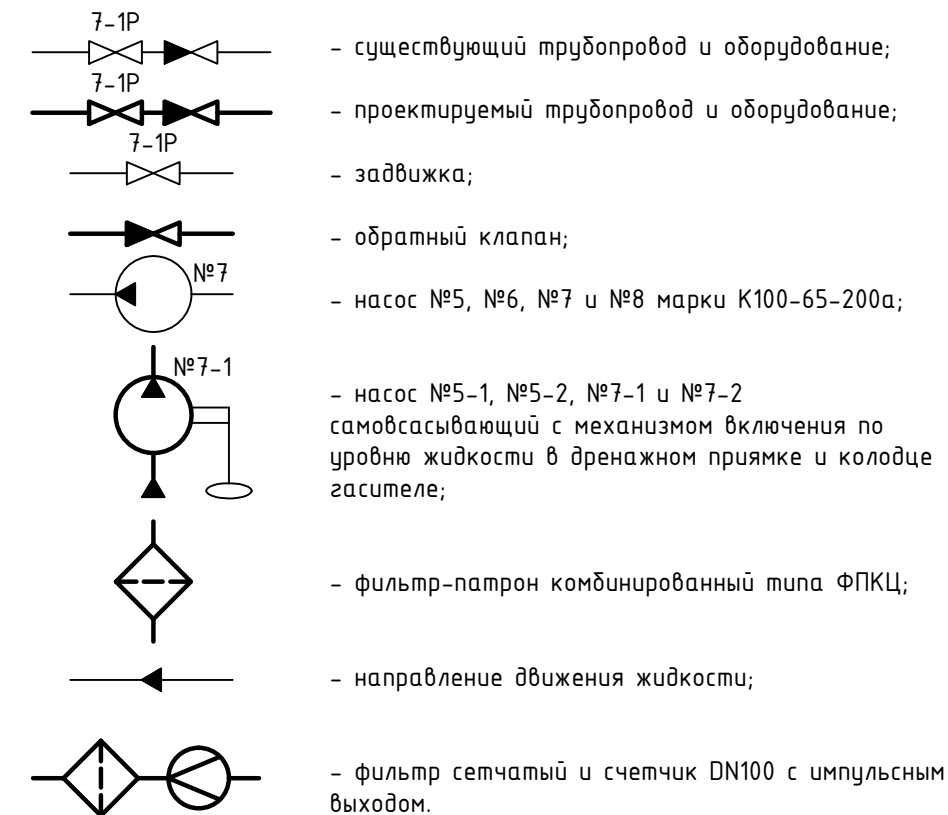 7-1Р
- существующий трубопровод и оборудование;
7-1Р
- проектируемый трубопровод и оборудование;
7-1Р
- задвижка;
- обратный клапан;
№7
- насос №5, №6, №7 и №8 марки К100-65-200а;
№7-1
- насос №5-1, №5-2, №7-1 и №7-2
самовсасывающий с механизмом включения по
уровню жидкости в дренажном приямке и колодце
гасителе;
- фильтр-патрон комбинированный типа ФПКЦ;
- направление движения жидкости;
- фильтр сетчатый и счетчик DN100 с импульсным
выходом.